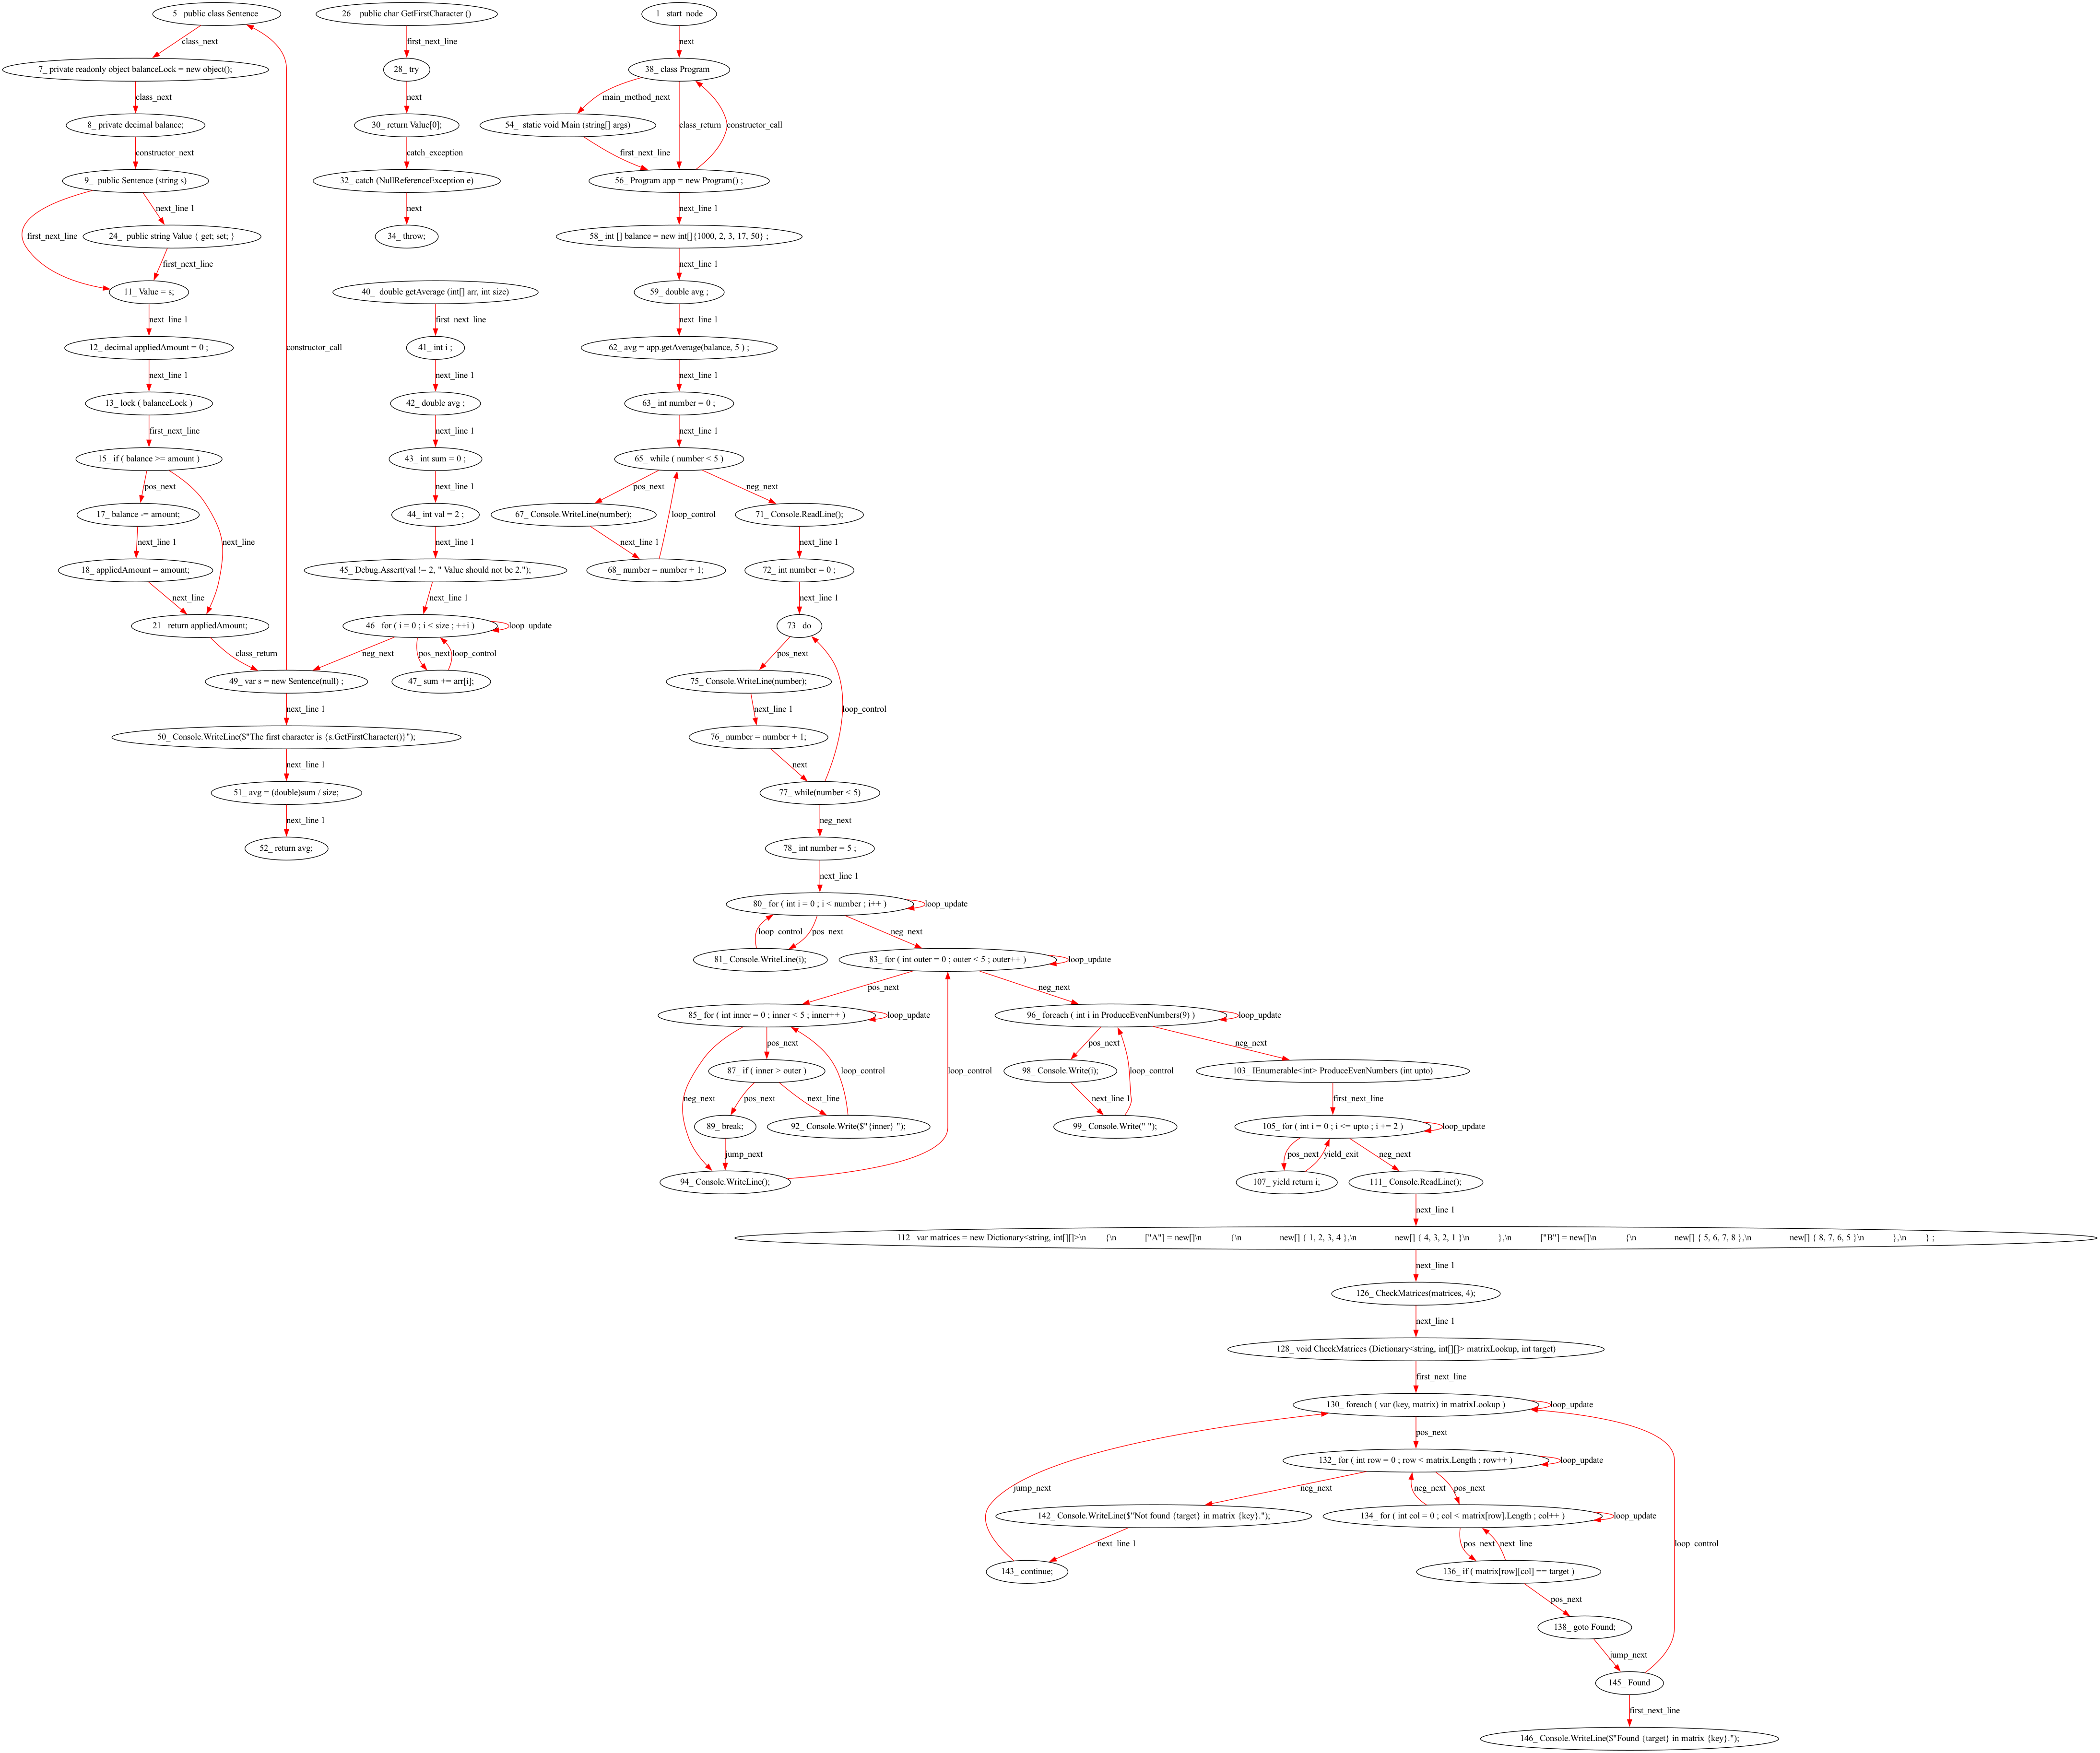 5_ public class Sentence
26_ public char GetFirstCharacter ()
1_ start_node
class_next
first_next_line
next
7_ private readonly object balanceLock = new object();
28_ try
38_ class Program
class_next
next
main_method_next
8_ private decimal balance;
30_ return Value[0];
54_ static void Main (string[] args)
class_return
constructor_call
constructor_next
catch_exception
first_next_line
9_ public Sentence (string s)
32_ catch (NullReferenceException e)
56_ Program app = new Program() ;
next_line 1
next
next_line 1
first_next_line
24_ public string Value { get; set; }
34_ throw;
58_ int [] balance = new int[]{1000, 2, 3, 17, 50} ;
first_next_line
next_line 1
11_ Value = s;
40_ double getAverage (int[] arr, int size)
59_ double avg ;
next_line 1
first_next_line
next_line 1
12_ decimal appliedAmount = 0 ;
constructor_call
41_ int i ;
62_ avg = app.getAverage(balance, 5 ) ;
next_line 1
next_line 1
next_line 1
13_ lock ( balanceLock )
42_ double avg ;
63_ int number = 0 ;
first_next_line
next_line 1
next_line 1
15_ if ( balance >= amount )
43_ int sum = 0 ;
65_ while ( number < 5 )
pos_next
next_line 1
pos_next
neg_next
17_ balance -= amount;
44_ int val = 2 ;
67_ Console.WriteLine(number);
loop_control
71_ Console.ReadLine();
next_line 1
next_line
next_line 1
next_line 1
next_line 1
18_ appliedAmount = amount;
45_ Debug.Assert(val != 2, " Value should not be 2.");
68_ number = number + 1;
72_ int number = 0 ;
next_line
next_line 1
next_line 1
21_ return appliedAmount;
46_ for ( i = 0 ; i < size ; ++i )
loop_update
73_ do
class_return
neg_next
pos_next
loop_control
pos_next
49_ var s = new Sentence(null) ;
47_ sum += arr[i];
75_ Console.WriteLine(number);
next_line 1
next_line 1
loop_control
50_ Console.WriteLine($"The first character is {s.GetFirstCharacter()}");
76_ number = number + 1;
next_line 1
next
51_ avg = (double)sum / size;
77_ while(number < 5)
next_line 1
neg_next
52_ return avg;
78_ int number = 5 ;
next_line 1
80_ for ( int i = 0 ; i < number ; i++ )
loop_update
loop_control
pos_next
neg_next
81_ Console.WriteLine(i);
83_ for ( int outer = 0 ; outer < 5 ; outer++ )
loop_update
pos_next
neg_next
85_ for ( int inner = 0 ; inner < 5 ; inner++ )
loop_update
96_ foreach ( int i in ProduceEvenNumbers(9) )
loop_update
pos_next
pos_next
neg_next
87_ if ( inner > outer )
loop_control
loop_control
98_ Console.Write(i);
loop_control
103_ IEnumerable<int> ProduceEvenNumbers (int upto)
neg_next
pos_next
next_line
next_line 1
first_next_line
89_ break;
92_ Console.Write($"{inner} ");
99_ Console.Write(" ");
105_ for ( int i = 0 ; i <= upto ; i += 2 )
loop_update
jump_next
pos_next
yield_exit
neg_next
94_ Console.WriteLine();
107_ yield return i;
111_ Console.ReadLine();
next_line 1
112_ var matrices = new Dictionary<string, int[][]>\n {\n ["A"] = new[]\n {\n new[] { 1, 2, 3, 4 },\n new[] { 4, 3, 2, 1 }\n },\n ["B"] = new[]\n {\n new[] { 5, 6, 7, 8 },\n new[] { 8, 7, 6, 5 }\n },\n } ;
next_line 1
126_ CheckMatrices(matrices, 4);
next_line 1
128_ void CheckMatrices (Dictionary<string, int[][]> matrixLookup, int target)
first_next_line
130_ foreach ( var (key, matrix) in matrixLookup )
loop_update
pos_next
132_ for ( int row = 0 ; row < matrix.Length ; row++ )
loop_update
jump_next
neg_next
neg_next
pos_next
142_ Console.WriteLine($"Not found {target} in matrix {key}.");
134_ for ( int col = 0 ; col < matrix[row].Length ; col++ )
loop_update
next_line 1
pos_next
next_line
loop_control
143_ continue;
136_ if ( matrix[row][col] == target )
pos_next
138_ goto Found;
jump_next
145_ Found
first_next_line
146_ Console.WriteLine($"Found {target} in matrix {key}.");